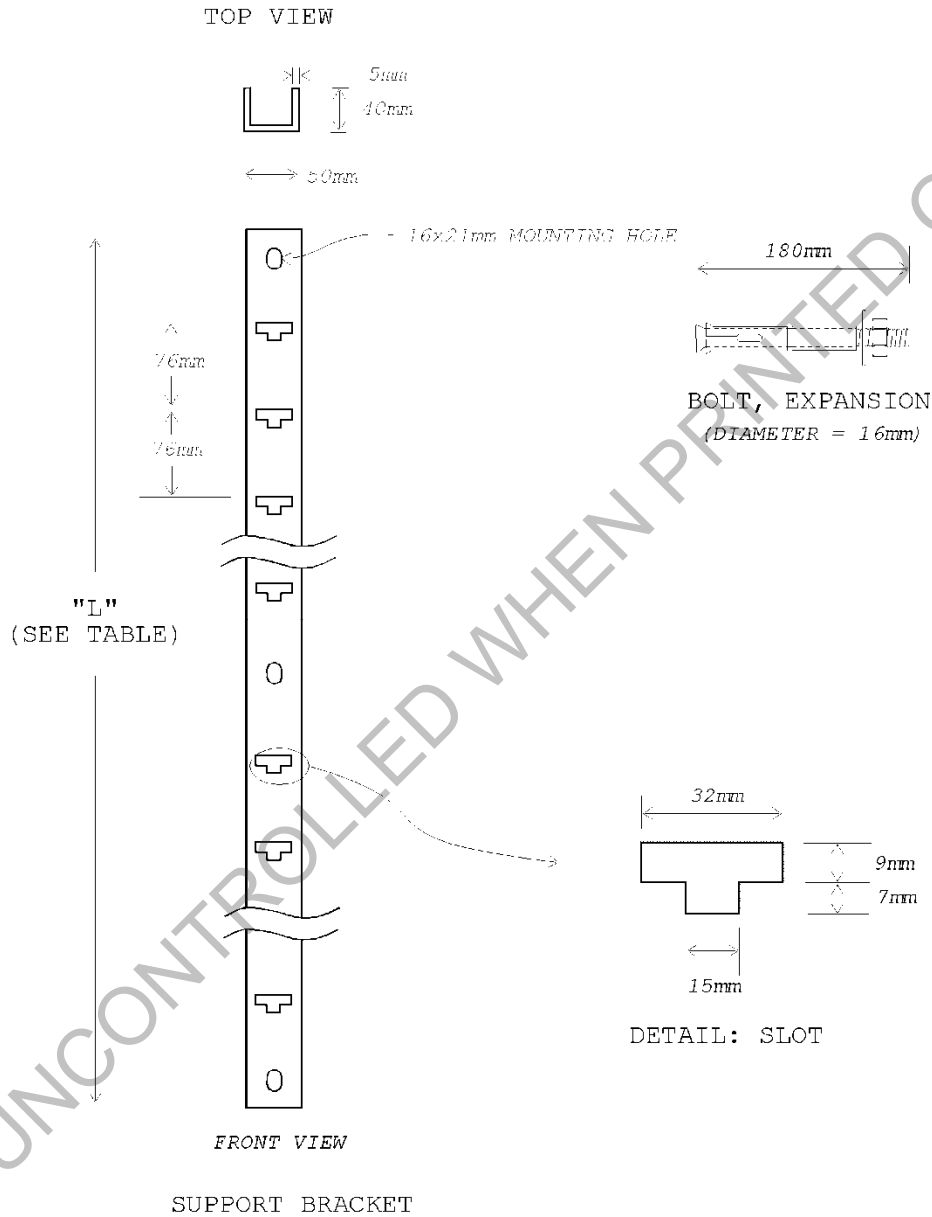 TOP VIEW
5mm
40mm
50mm
16x21mm MOUNTING HOLE
180mm
76mm
BOLT, EXPANSION
(DIAMETER = 16mm)
76mm
"L"
(SEE TABLE)
32mm
9mm
7mm
15mm
DETAIL: SLOT
FRONT VIEW
SUPPORT BRACKET
UNCONTROLLED WHEN PRINTED